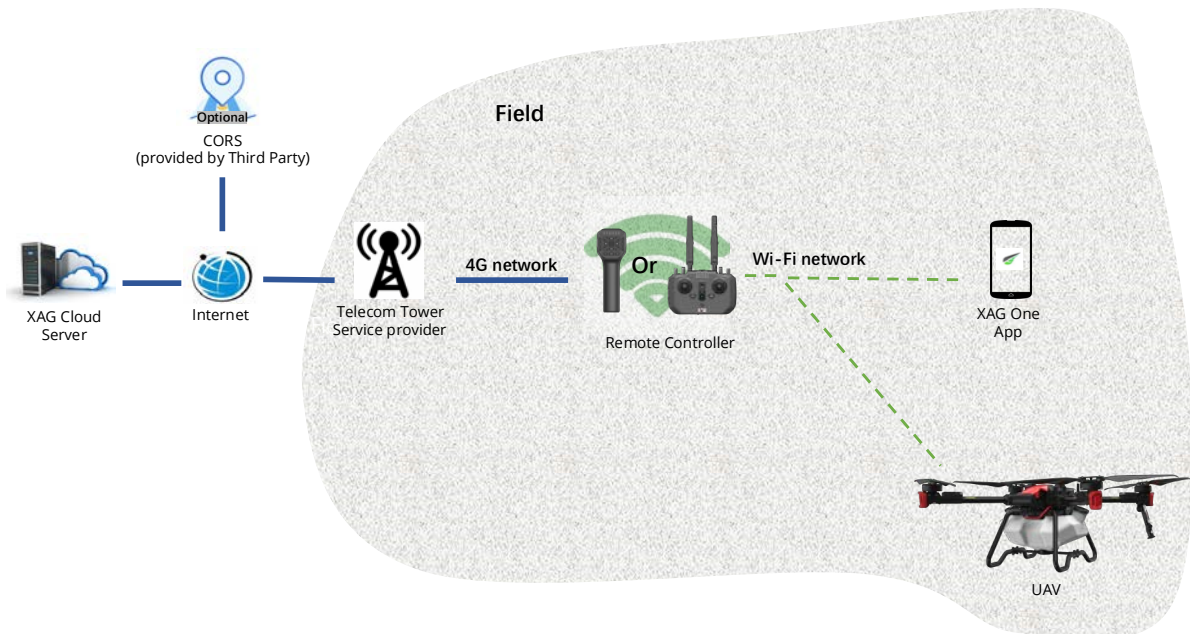 Optional
CORS
(provided by Third Party)
Field
XAG Cloud
Server
Internet
Telecom Tower
Service provider
4G network
Or
Remote Controller
Wi-Fi network
XAG One
App
UAV